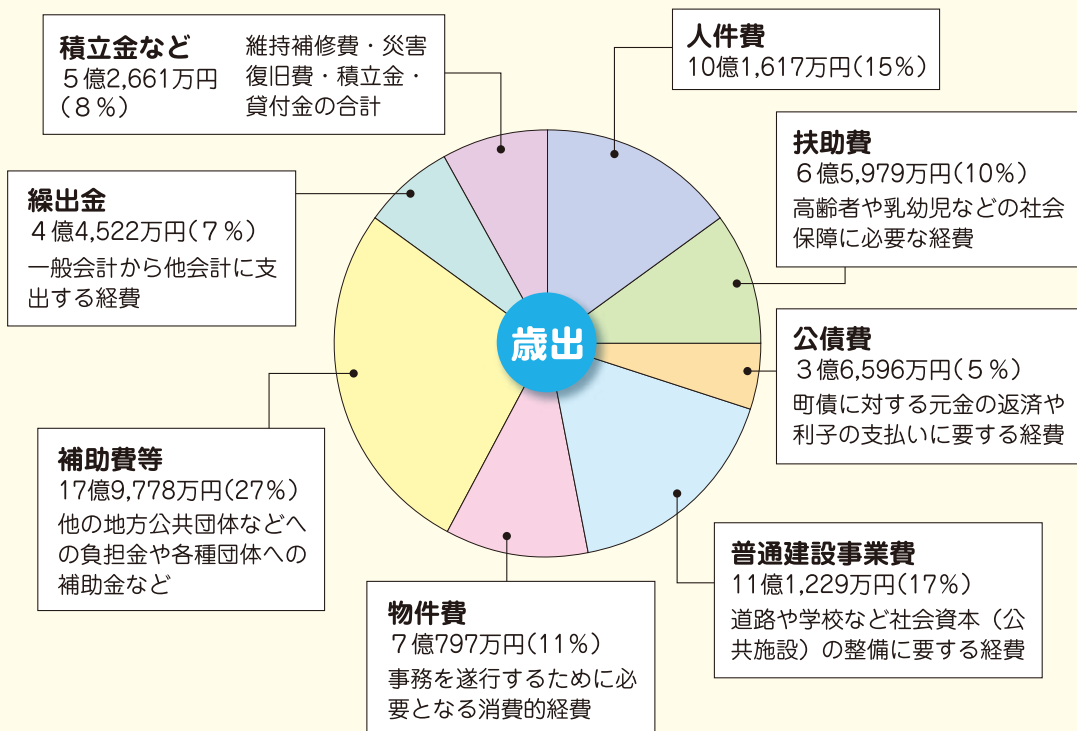 積立金など
5億2,661万円
(8%)
維持補修費・災害
復旧費・積立金・
貸付金の合計
人件費
10億1,617万円(15%)
扶助費
6億5,979万円(10%)
高齢者や乳幼児などの社会
保障に必要な経費
繰出金
4億4,522万円(7%)
一般会計から他会計に支
出する経費
歳出
公債費
3億6,596万円(5%)
町債に対する元金の返済や
利子の支払いに要する経費
補助費等
17億9,778万円(27%)
他の地方公共団体などへ
の負担金や各種団体への
補助金など
普通建設事業費
11億1,229万円(17%)
道路や学校など社会資本（公
共施設）の整備に要する経費
物件費
7億797万円(11%)
事務を遂行するために必
要となる消費的経費